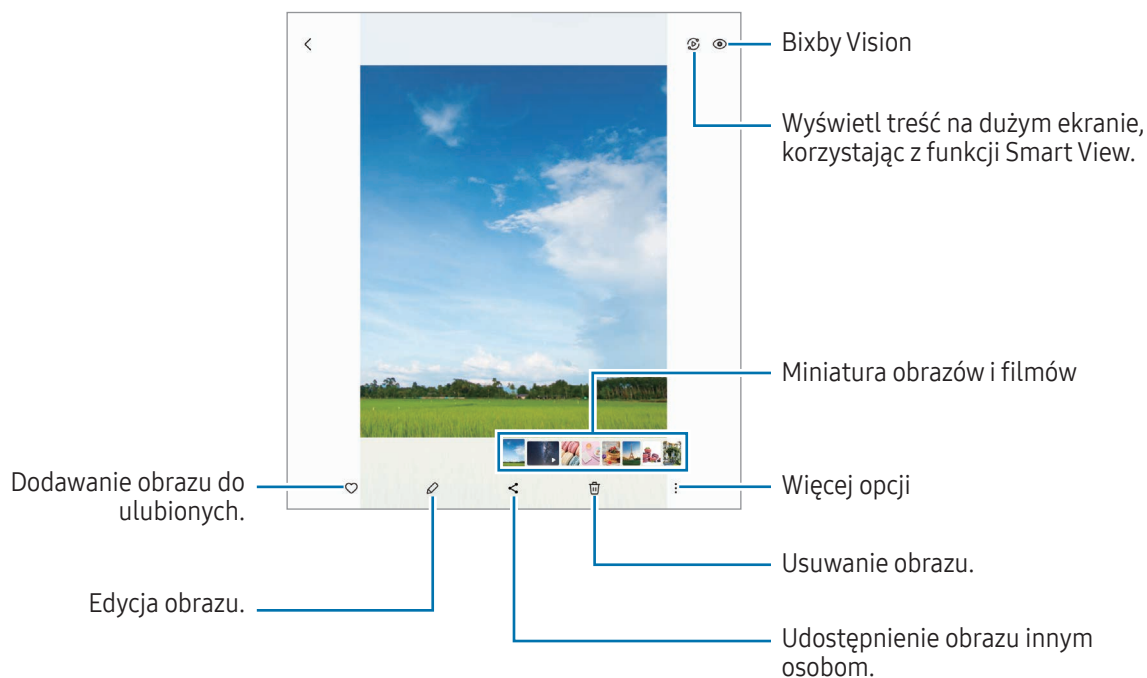 Bixby Vision
Wyświetl treść na dużym ekranie,
korzystając z funkcji Smart View.
Miniatura obrazów i filmów
Dodawanie obrazu do
ulubionych.
Więcej opcji
Usuwanie obrazu.
Edycja obrazu.
Udostępnienie obrazu innym
osobom.